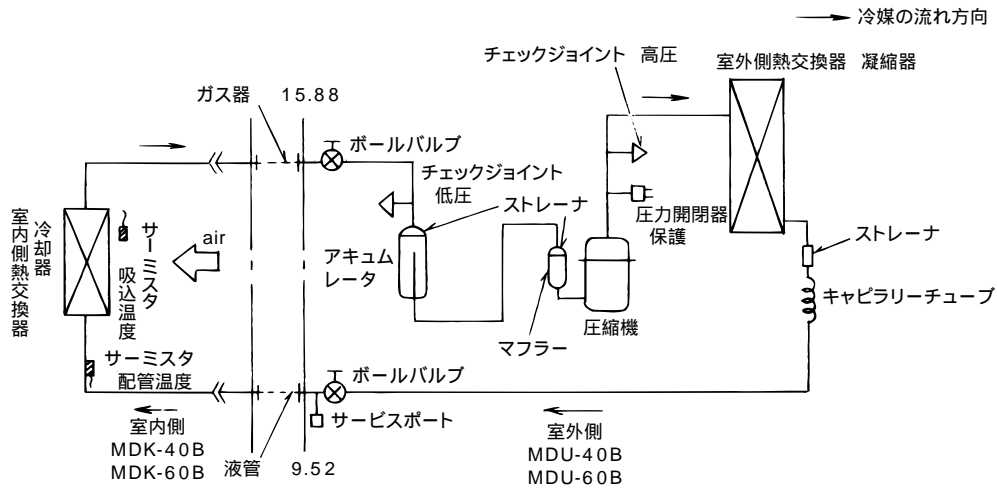 冷媒の流れ方向
チェックジョイント 高圧
室外側熱交換器 凝縮器
ガス器 15.88
ボールバルブ
チェックジョイント
低圧
ストレーナ
圧力開閉器
保護
ストレーナ
冷却器
室内側熱交換器
サーミスタ
吸込温度
air
アキュム
レータ
キャピラリーチューブ
圧縮機
マフラー
サーミスタ
配管温度
ボールバルブ
サービスポート
室内側
MDK-40B
MDK-60B
液管 9.52
室外側
MDU-40B
MDU-60B